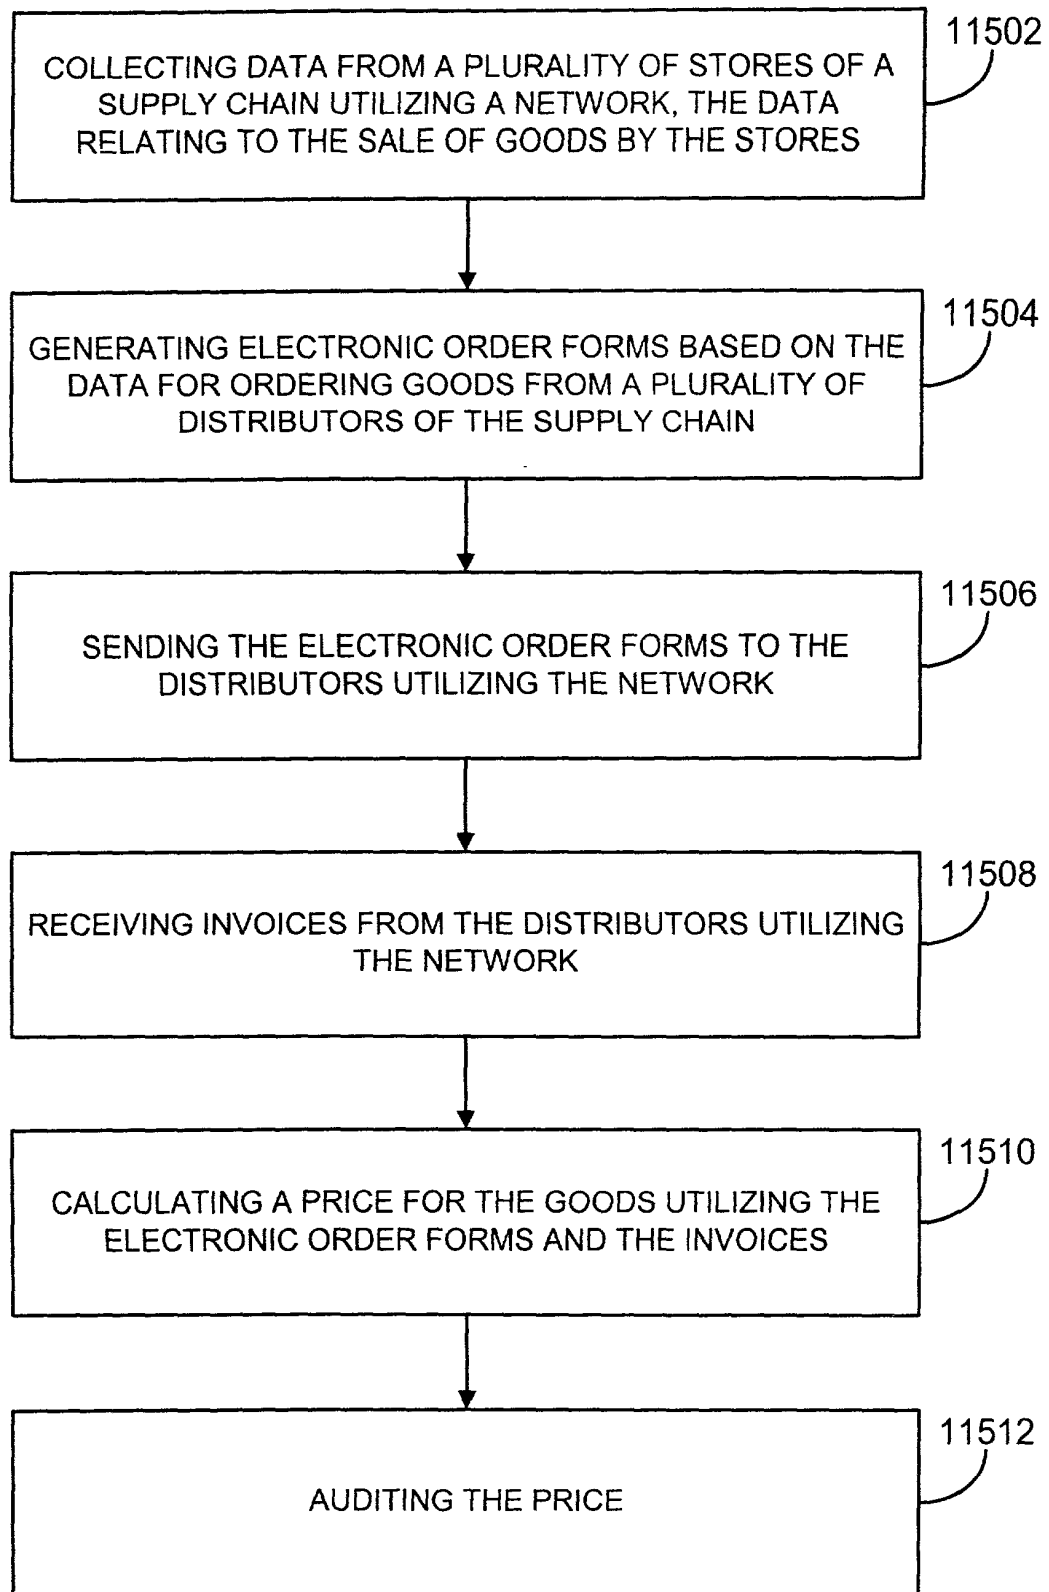 11502
COLLECTING DATA FROM A PLURALITY OF STORES OF A
SUPPLY CHAIN UTILIZING A NETWORK, THE DATA
RELATING TO THE SALE OF GOODS BY THE STORES
11504
GENERATING ELECTRONIC ORDER FORMS BASED ON THE
DATA FOR ORDERING GOODS FROM A PLURALITY OF
DISTRIBUTORS OF THE SUPPLY CHAIN
11506
SENDING THE ELECTRONIC ORDER FORMS TO THE
DISTRIBUTORS UTILIZING THE NETWORK
11508
RECEIVING INVOICES FROM THE DISTRIBUTORS UTILIZING
THE NETWORK
11510
CALCULATING A PRICE FOR THE GOODS UTILIZING THE
ELECTRONIC ORDER FORMS AND THE INVOICES
11512
AUDITING THE PRICE